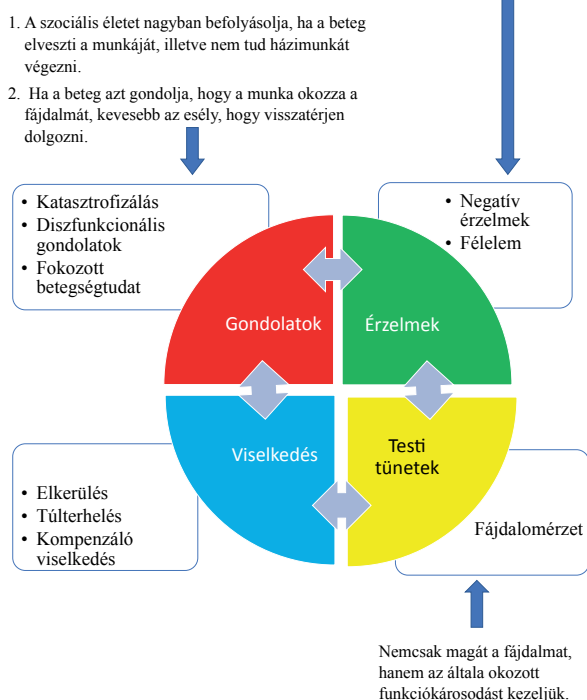 1. A szociális életet nagyban befolyásolja, ha a beteg
elveszti a munkáját, illetve nem tud házimunkát
végezni.
2. Ha a beteg azt gondolja, hogy a munka okozza a
fájdalmát, kevesebb az esély, hogy visszatérjen
dolgozni.
• Katasztrofizálás
• Diszfunkcionális
gondolatok
• Fokozott
betegségtudat
• Negatív
érzelmek
• Félelem
Gondolatok
Érzelmek
Viselkedés
Testi
tünetek
• Elkerülés
• Túlterhelés
• Kompenzáló
viselkedés
Fájdalomérzet
Nemcsak magát a fájdalmat,
hanem az általa okozott
funkciókárosodást kezeljük.